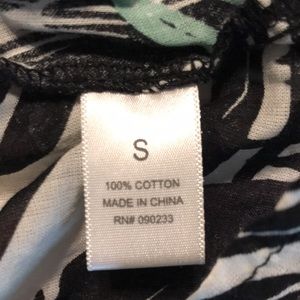 S
100% COTTON
MADE IN CHINA
RN# 090233